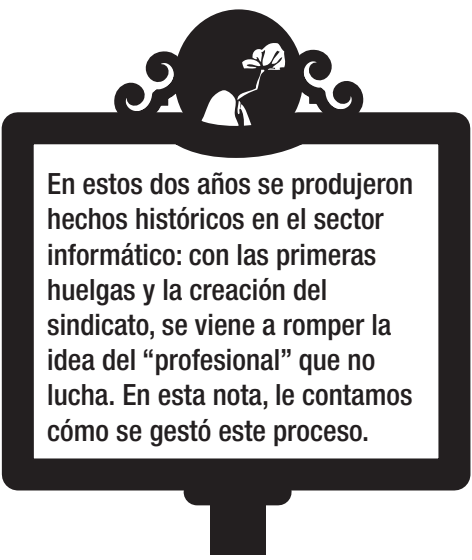 En estos dos años se produjeron
hechos históricos en el sector
informático: con las primeras
huelgas y la creación del
sindicato, se viene a romper la
idea del “profesional” que no
lucha. En esta nota, le contamos
cómo se gestó este proceso.